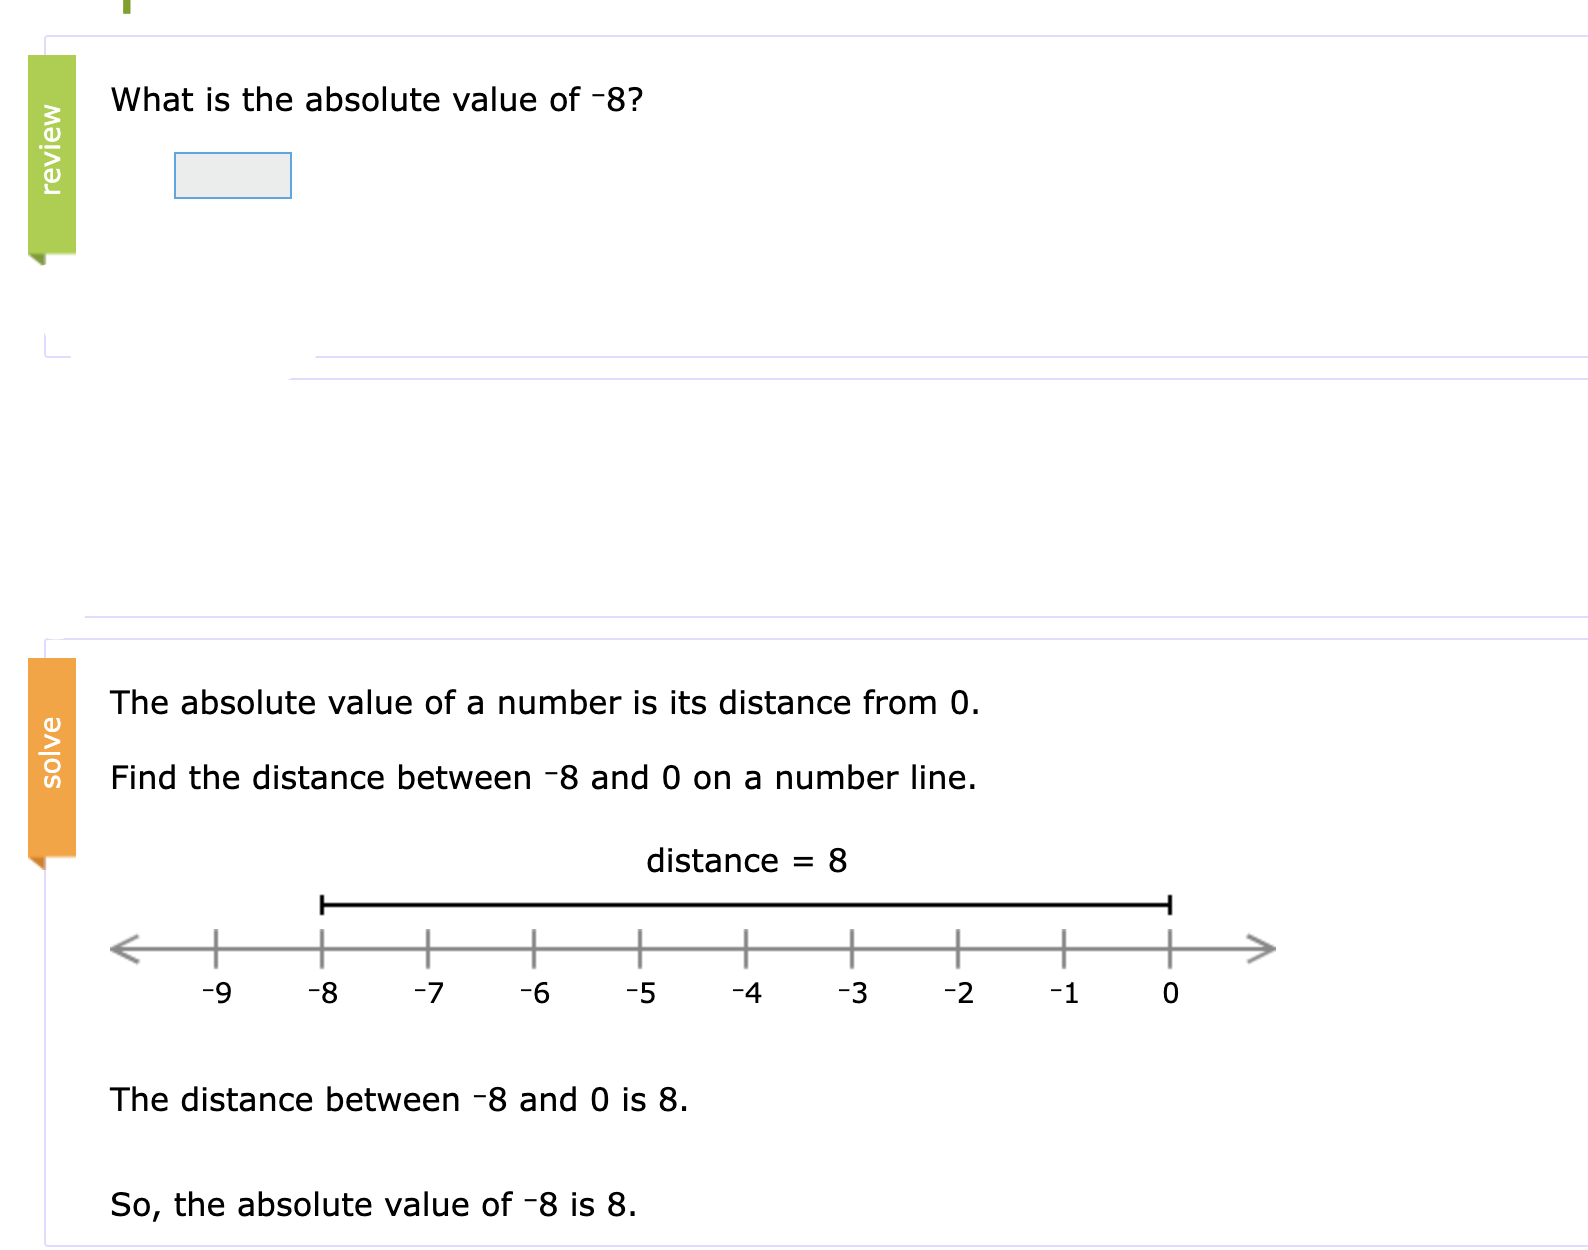 review
What is the absolute value of ⁻8?
solve
The absolute value of a number is its distance from 0.
Find the distance between ⁻8 and 0 on a number line.
distance = 8
⁻9 ⁻8 ⁻7 ⁻6 ⁻5 ⁻4 ⁻3 ⁻2 ⁻1 0
The distance between ⁻8 and 0 is 8.
So, the absolute value of ⁻8 is 8.